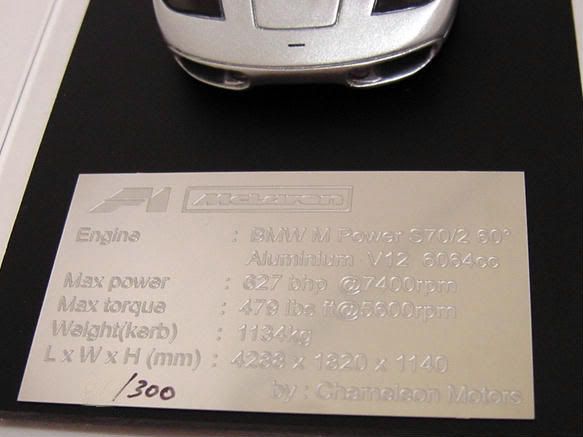 F1 McLaren
Engine : BMW M Power S70/2 60°
Aluminium V12 6064cc
Max power : 627 bhp @7400rpm
Max torque : 479 lbs ft@5600rpm
Weight(kerb) : 1134kg
L x W x H (mm) : 4288 x 1820 x 1140
/300 by : Chameleon Motors